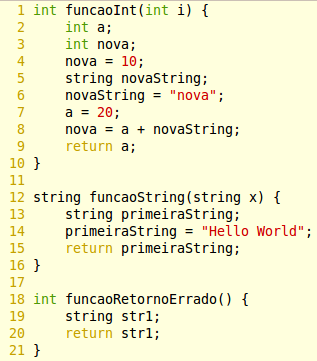 1 int funcaoInt(int i) {
2     int a;
3     int nova;
4     nova = 10;
5     string novaString;
6     novaString = "nova";
7     a = 20;
8     nova = a + novaString;
9     return a;
10 }
11
12 string funcaoString(string x) {
13     string primeiraString;
14     primeiraString = "Hello World";
15     return primeiraString;
16 }
17
18 int funcaoRetornoErrado() {
19     string str1;
20     return str1;
21 }